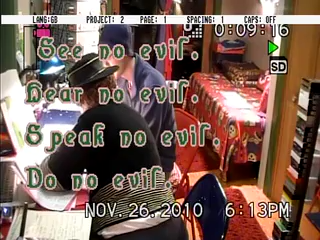 LANG:GB PROJECT: 2 PAGE: 1 SPACING: 1 CAPS: OFF
0:09:16
SD
See no evil.
Hear no evil.
Speak no evil.
Do no evil.
NOV. 26. 2010 6:13PM